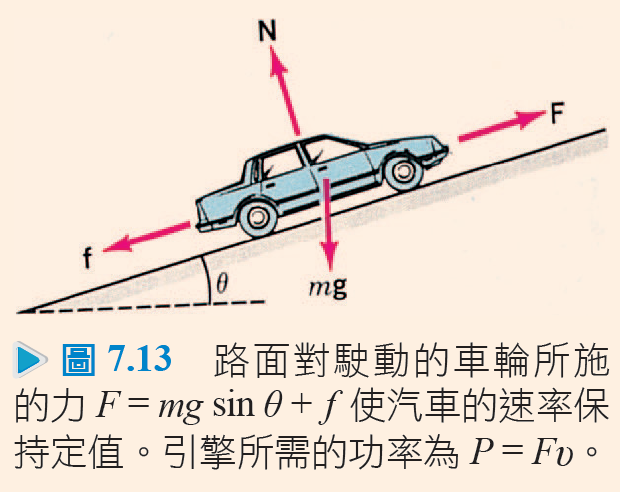 N
F
f
θ
mg
圖 7.13 路面對駛動的車輪所施
的力 F = mg sin θ + f 使汽車的速率保
持定值。引擎所需的功率為 P = Fυ。